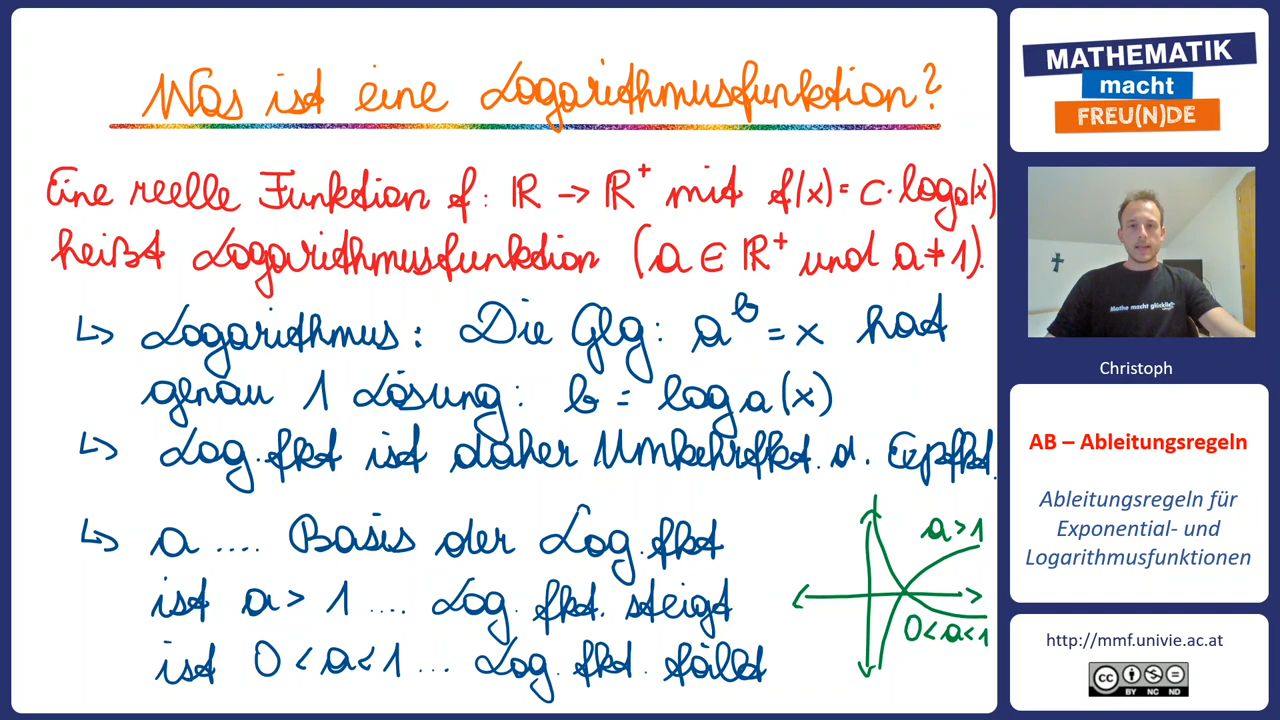 Was ist eine Logarithmusfunktion?
Eine reelle Funktion f: ℝ → ℝ⁺ mit f(x) = c · logₐ(x)
heißt Logarithmusfunktion (a ∈ ℝ⁺ und a ≠ 1).
↳ Logarithmus: Die Glg: aᵇ = x hat
genau 1 Lösung: b = logₐ(x)
↳ Log.fkt ist daher Umkehrfkt. d. Expfkt.
↳ a .... Basis der Log.fkt
ist a > 1 .... Log.fkt. steigt
ist 0 < a < 1 ... Log.fkt. fällt
a > 1
0 < a < 1
MATHEMATIK
macht
FREU(N)DE
Mathe macht glücklich
Christoph
AB – Ableitungsregeln
Ableitungsregeln für
Exponential- und
Logarithmusfunktionen
http://mmf.univie.ac.at
CC
BY NC ND